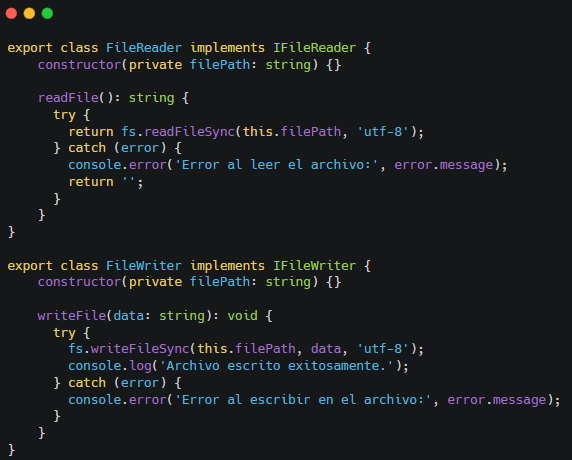 export class FileReader implements IFileReader {
    constructor(private filePath: string) {}

    readFile(): string {
      try {
        return fs.readFileSync(this.filePath, 'utf-8');
      } catch (error) {
        console.error('Error al leer el archivo:', error.message);
        return '';
      }
    }
}

export class FileWriter implements IFileWriter {
    constructor(private filePath: string) {}

    writeFile(data: string): void {
      try {
        fs.writeFileSync(this.filePath, data, 'utf-8');
        console.log('Archivo escrito exitosamente.');
      } catch (error) {
        console.error('Error al escribir en el archivo:', error.message);
      }
    }
}